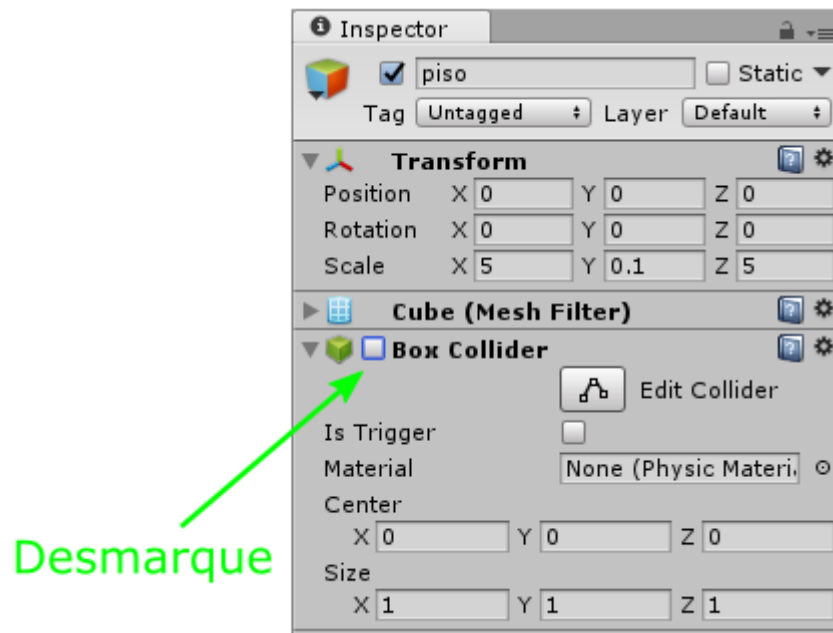 Inspector
piso Static
Tag Untagged Layer Default
Transform
Position X 0 Y 0 Z 0
Rotation X 0 Y 0 Z 0
Scale X 5 Y 0.1 Z 5
Cube (Mesh Filter)
Box Collider
Edit Collider
Is Trigger
Material None (Physic Materi
Center
X 0 Y 0 Z 0
Desmarque
Size
X 1 Y 1 Z 1